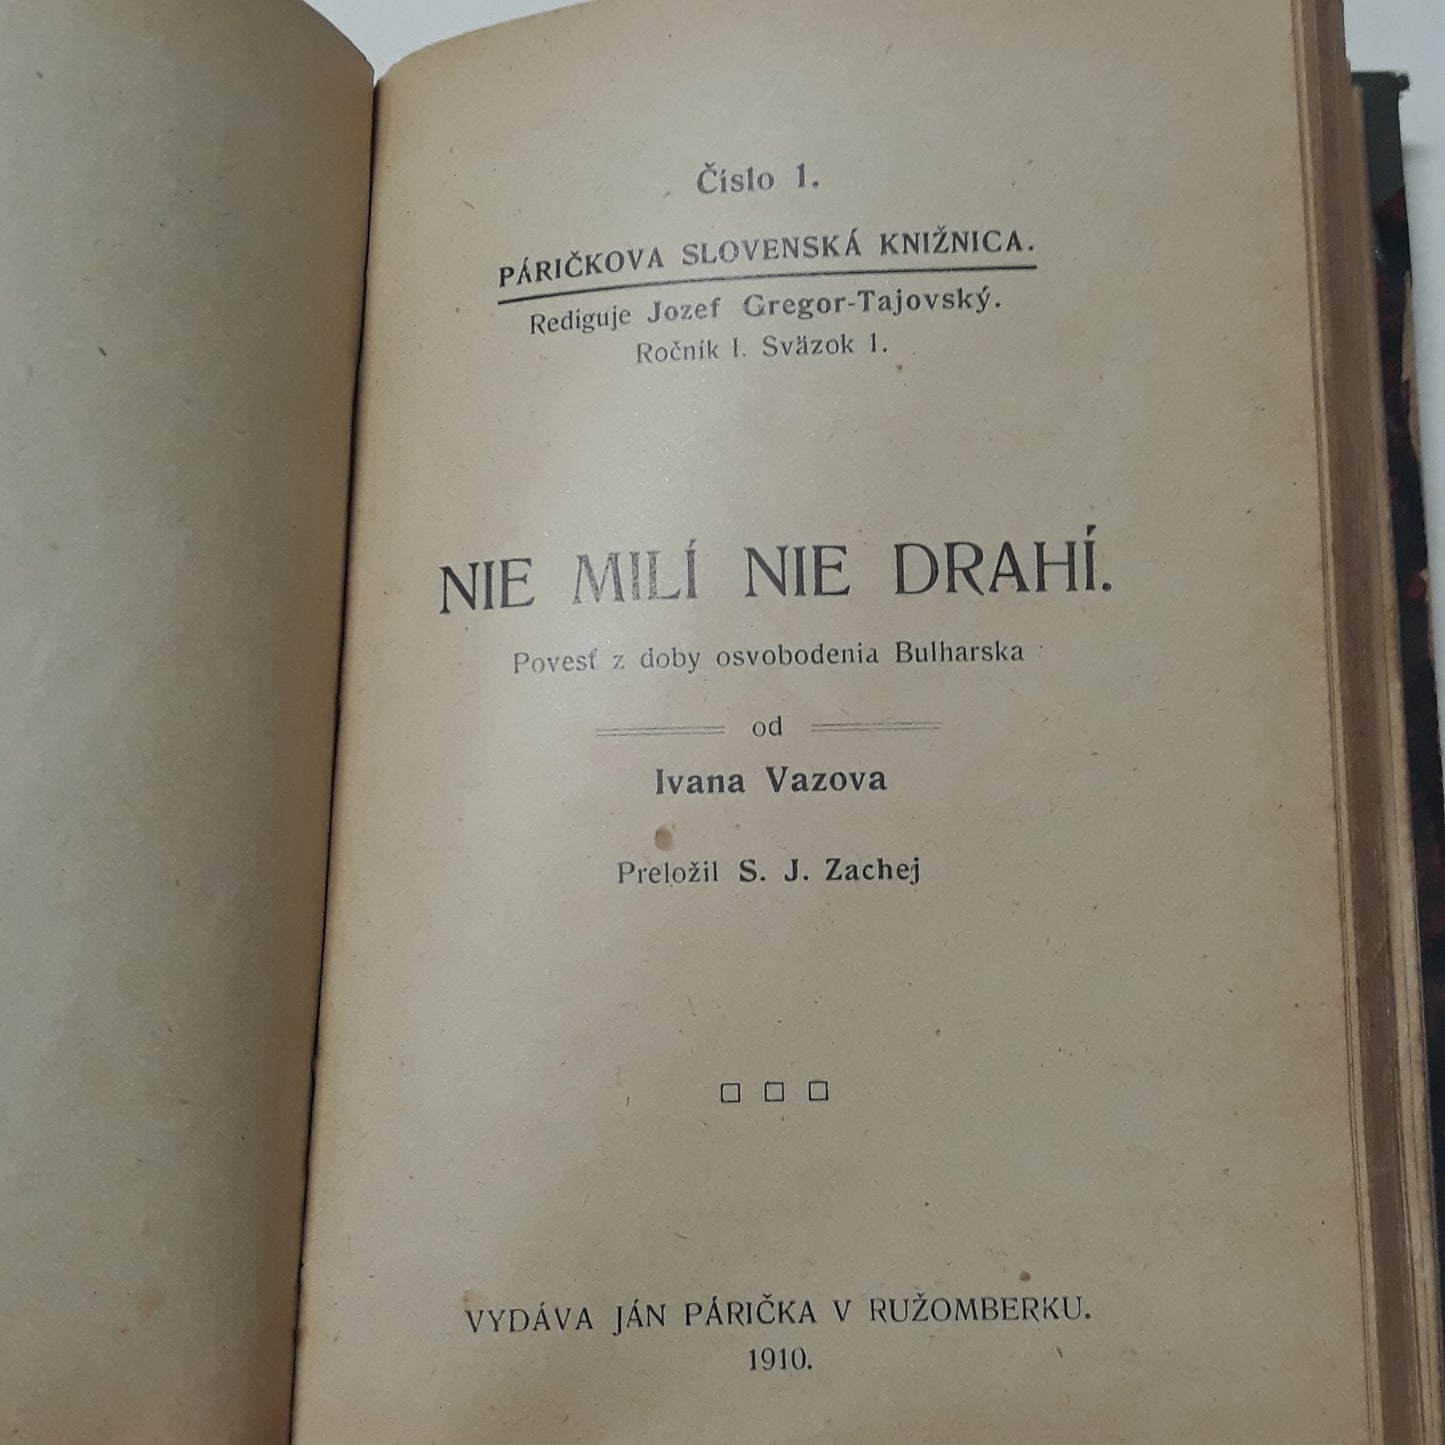 Číslo 1.
PÁRIČKOVA SLOVENSKÁ KNIŽNICA.
Rediguje Jozef Gregor-Tajovský.
Ročník I. Sväzok 1.
NIE MILÍ NIE DRAHÍ.
Povesť z doby osvobodenia Bulharska
od
Ivana Vazova
Preložil S. J. Zachej
VYDÁVA JÁN PÁRIČKA V RUŽOMBERKU.
1910.